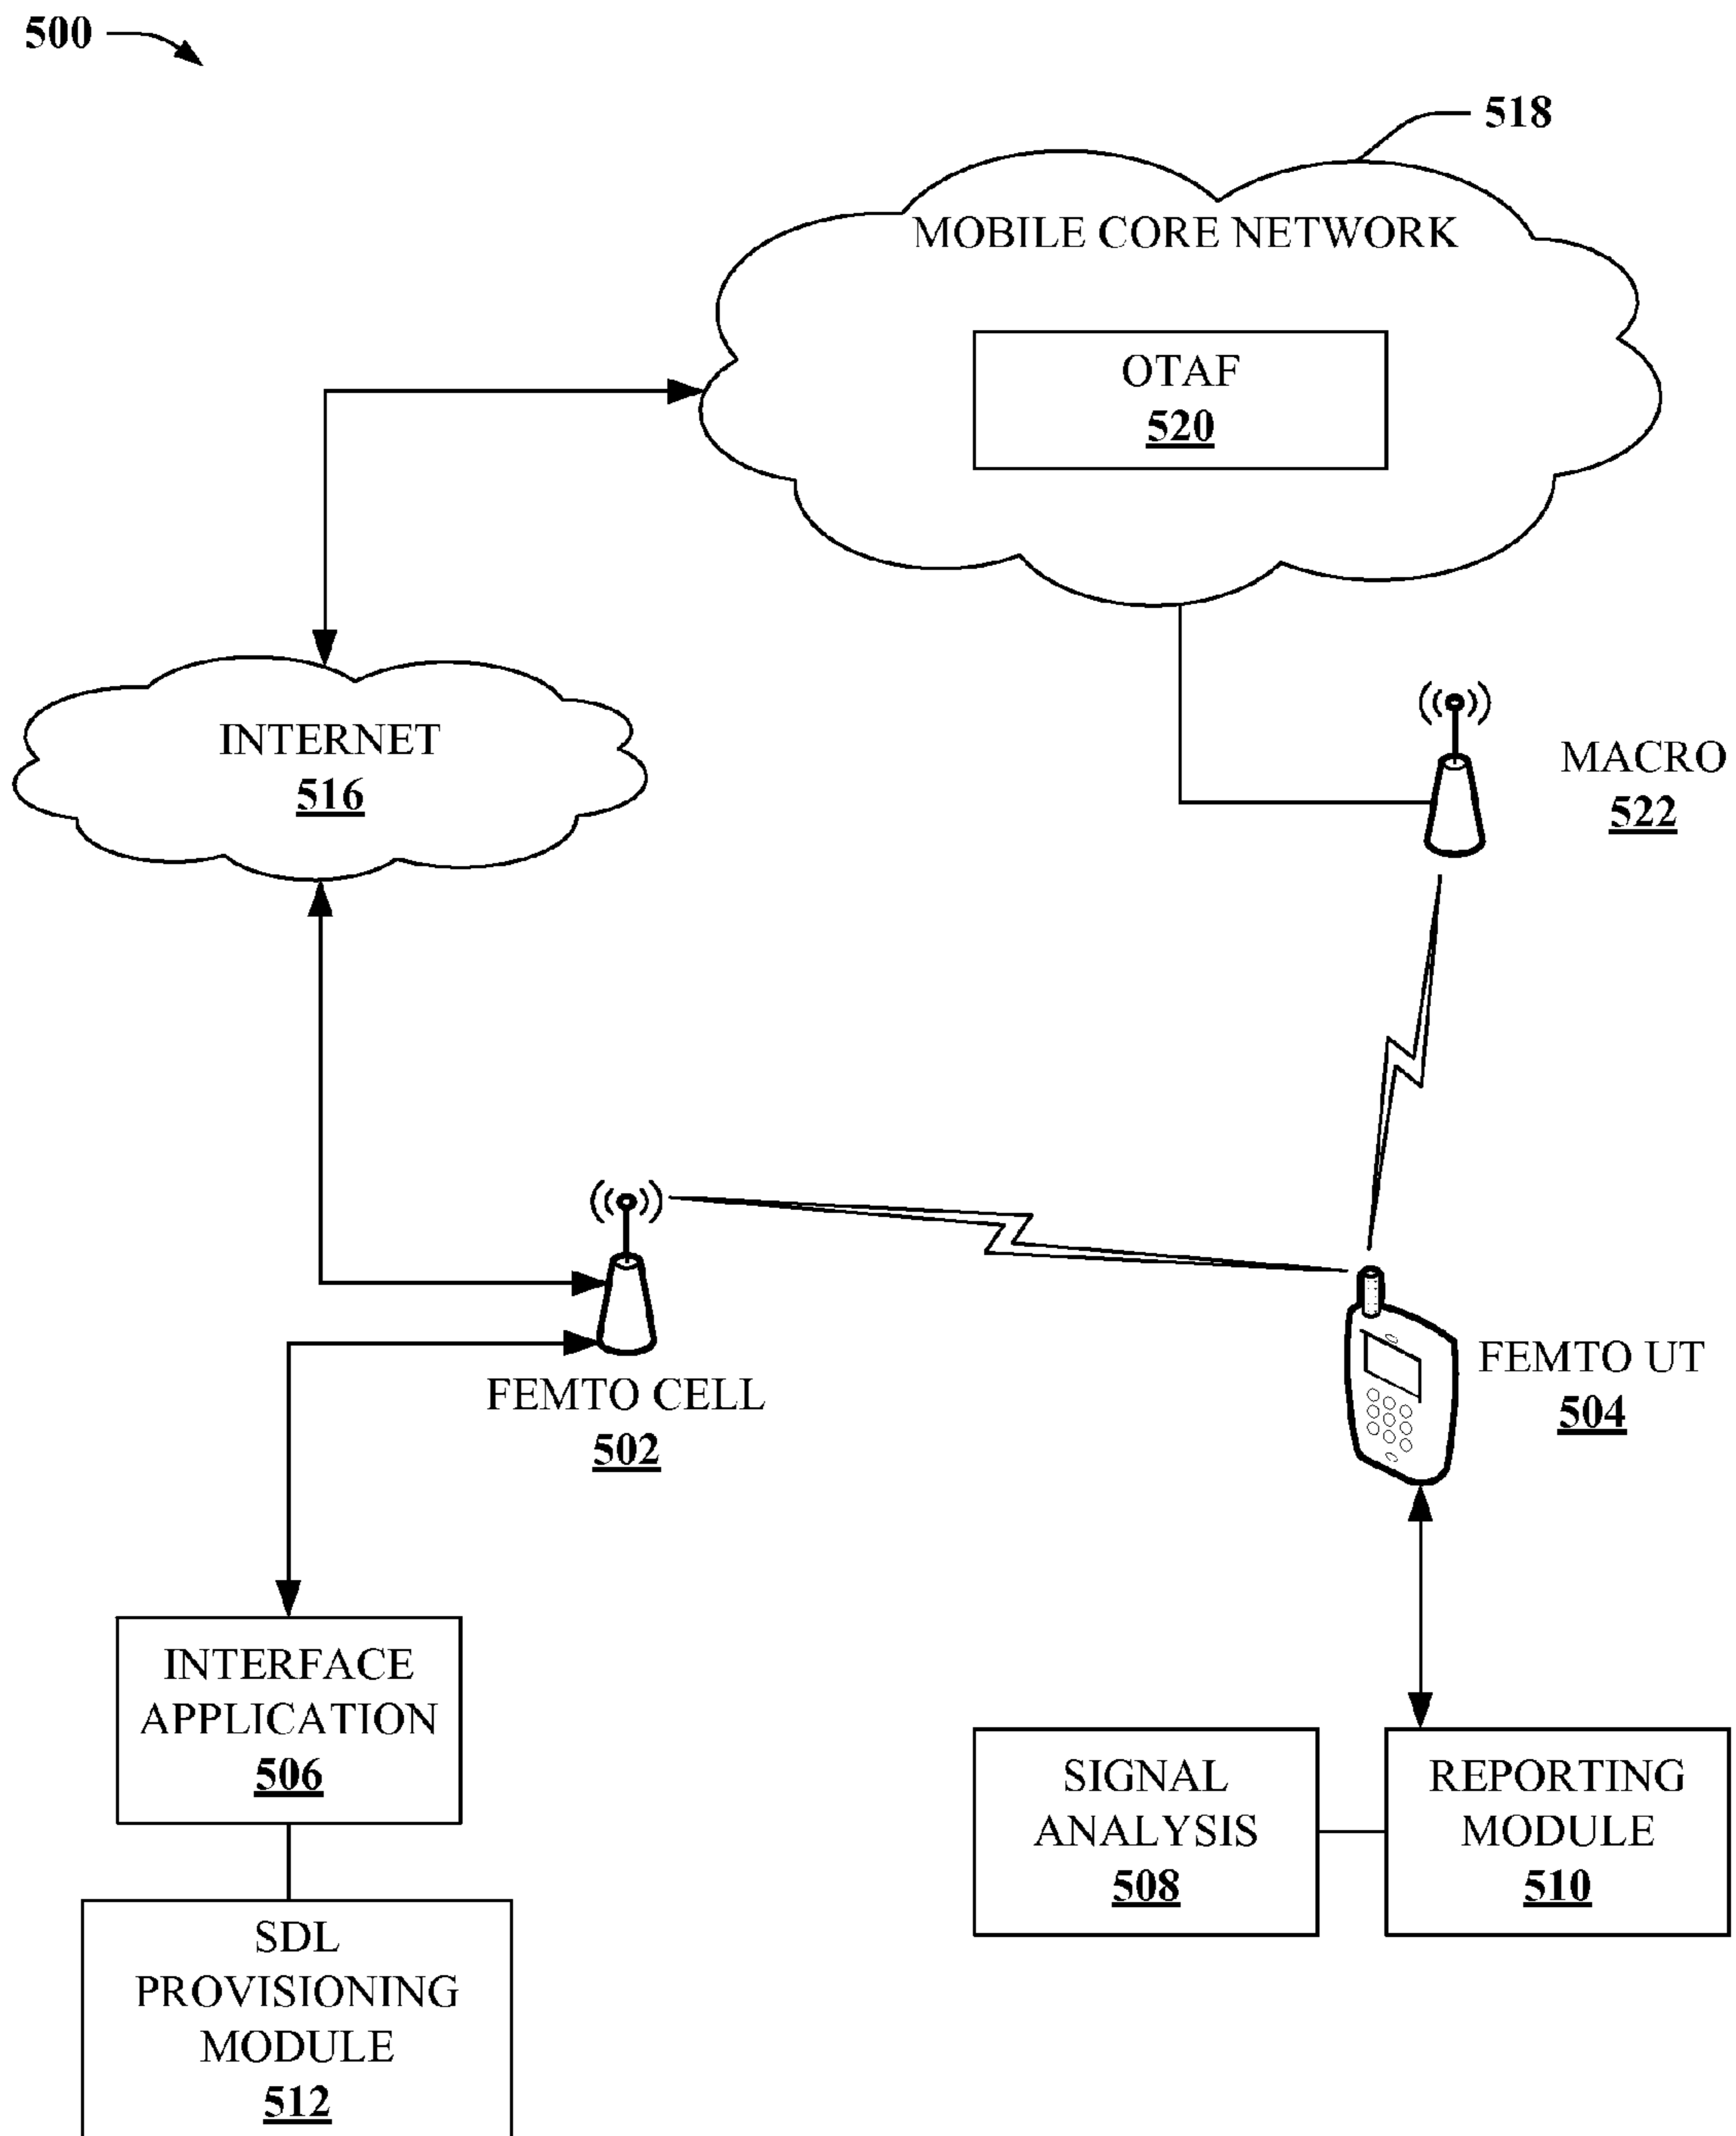 500
518
MOBILE CORE NETWORK
OTAF
520
INTERNET
516
MACRO
522
FEMTO CELL
502
FEMTO UT
504
INTERFACE
APPLICATION
506
SIGNAL
ANALYSIS
508
REPORTING
MODULE
510
SDL
PROVISIONING
MODULE
512